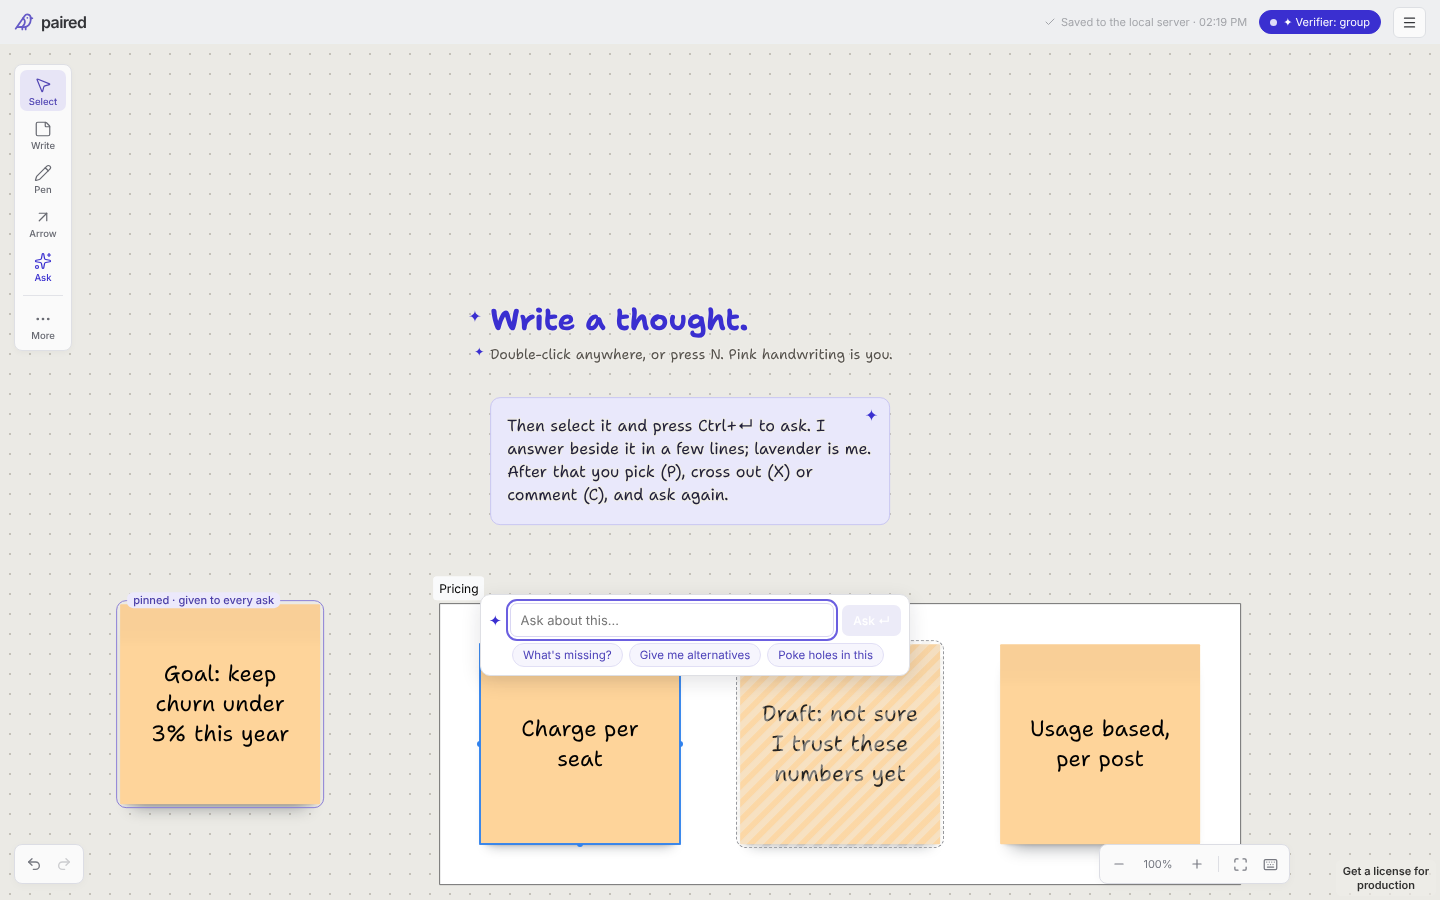 paired
Saved to the local server · 02:19 PM
Verifier: group
Select
Write
Pen
Arrow
Ask
More
Write a thought.
Double-click anywhere, or press N. Pink handwriting is you.
Then select it and press Ctrl+↵ to ask. I
answer beside it in a few lines; lavender is me.
After that you pick (P), cross out (X) or
comment (C), and ask again.
pinned · given to every ask
Goal: keep
churn under
3% this year
Pricing
Ask about this...
Ask ↵
What's missing?
Give me alternatives
Poke holes in this
Charge per
seat
Draft: not sure
I trust these
numbers yet
Usage based,
per post
100%
Get a license for
production